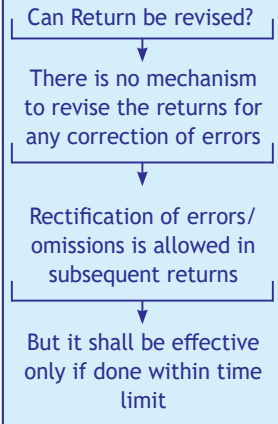 Can Return be revised?
There is no mechanism
to revise the returns for
any correction of errors
Rectification of errors/
omissions is allowed in
subsequent returns
But it shall be effective
only if done within time
limit